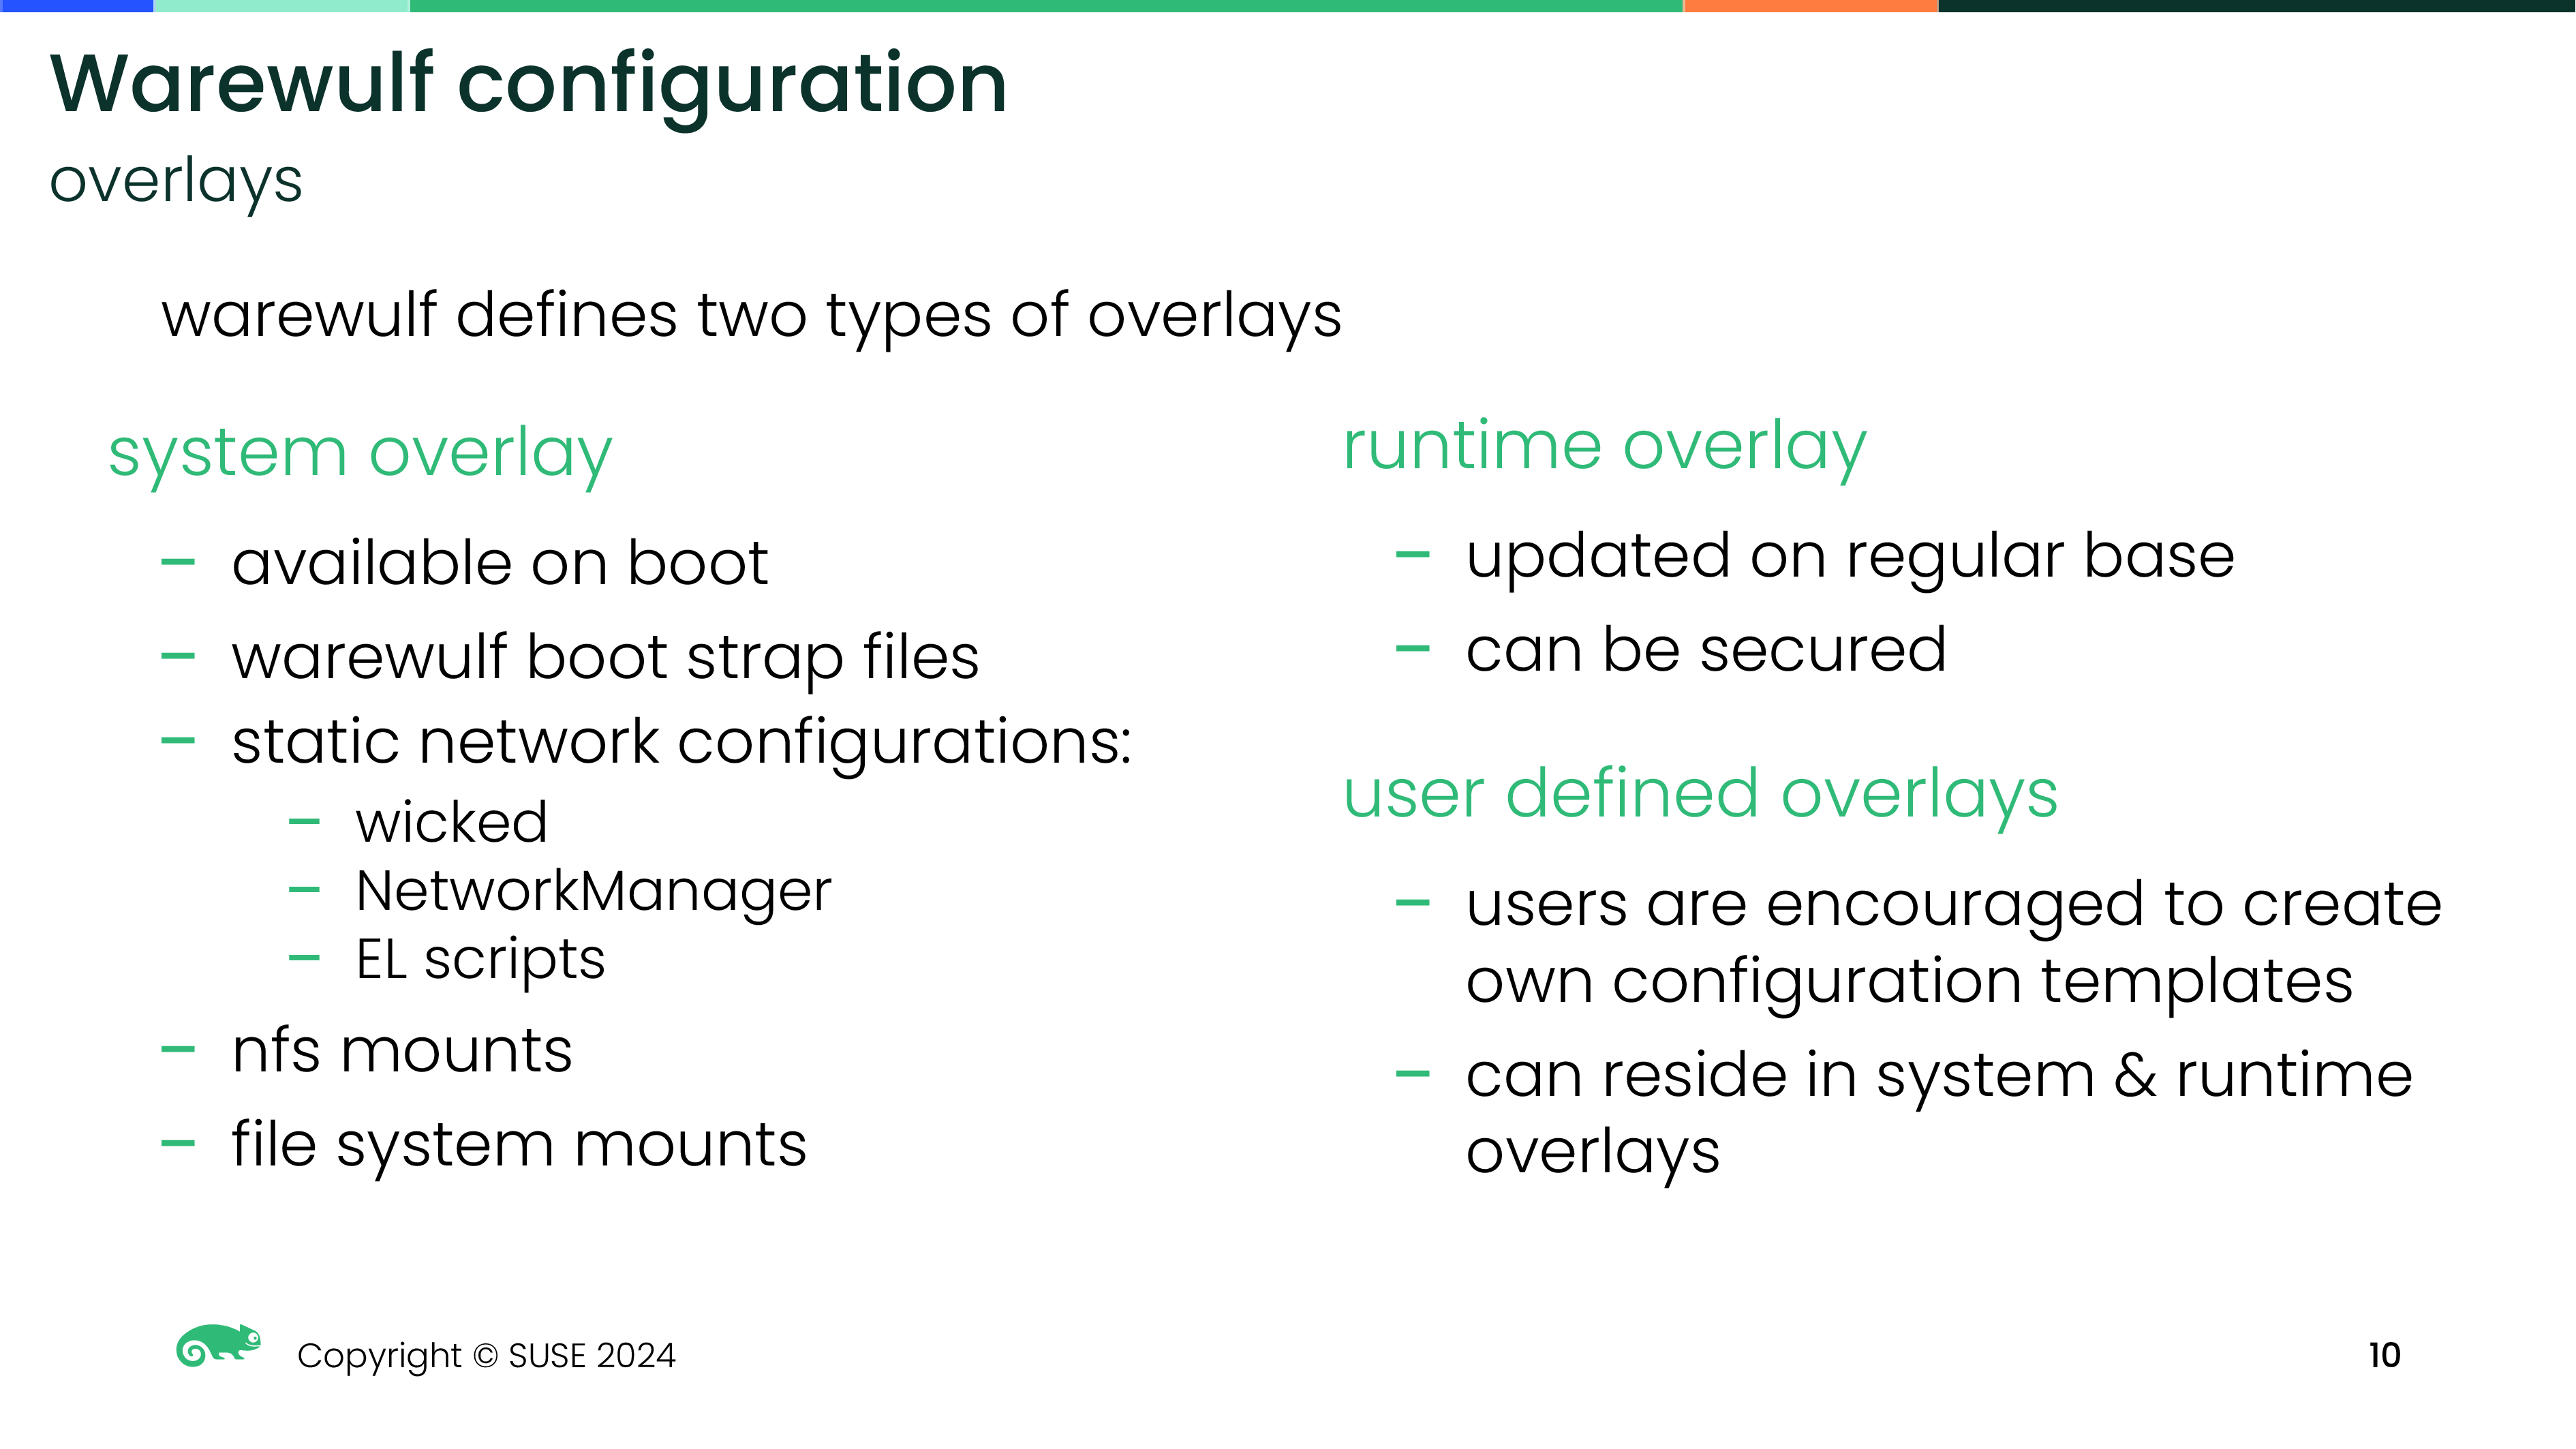 Warewulf configuration
overlays
warewulf defines two types of overlays
system overlay
– available on boot
– warewulf boot strap files
– static network configurations:
– wicked
– NetworkManager
– EL scripts
– nfs mounts
– file system mounts
runtime overlay
– updated on regular base
– can be secured
user defined overlays
– users are encouraged to create
own configuration templates
– can reside in system & runtime
overlays
Copyright © SUSE 2024
10